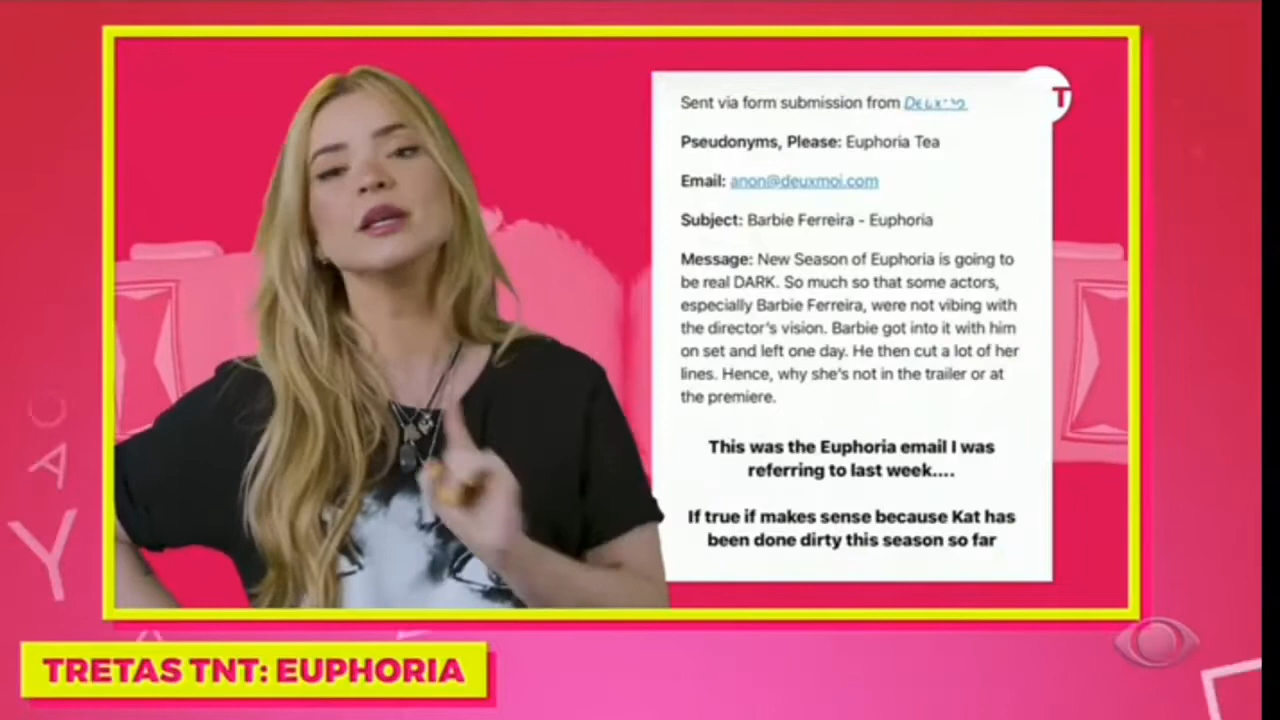 Sent via form submission from
Pseudonyms, Please: Euphoria Tea
Email: anon@deuxmoi.com
Subject: Barbie Ferreira - Euphoria
Message: New Season of Euphoria is going to
be real DARK. So much so that some actors,
especially Barbie Ferreira, were not vibing with
the director's vision. Barbie got into it with him
on set and left one day. He then cut a lot of her
lines. Hence, why she's not in the trailer or at
the premiere.
This was the Euphoria email I was
referring to last week....
If true if makes sense because Kat has
been done dirty this season so far
T
A
Y
TRETAS TNT: EUPHORIA